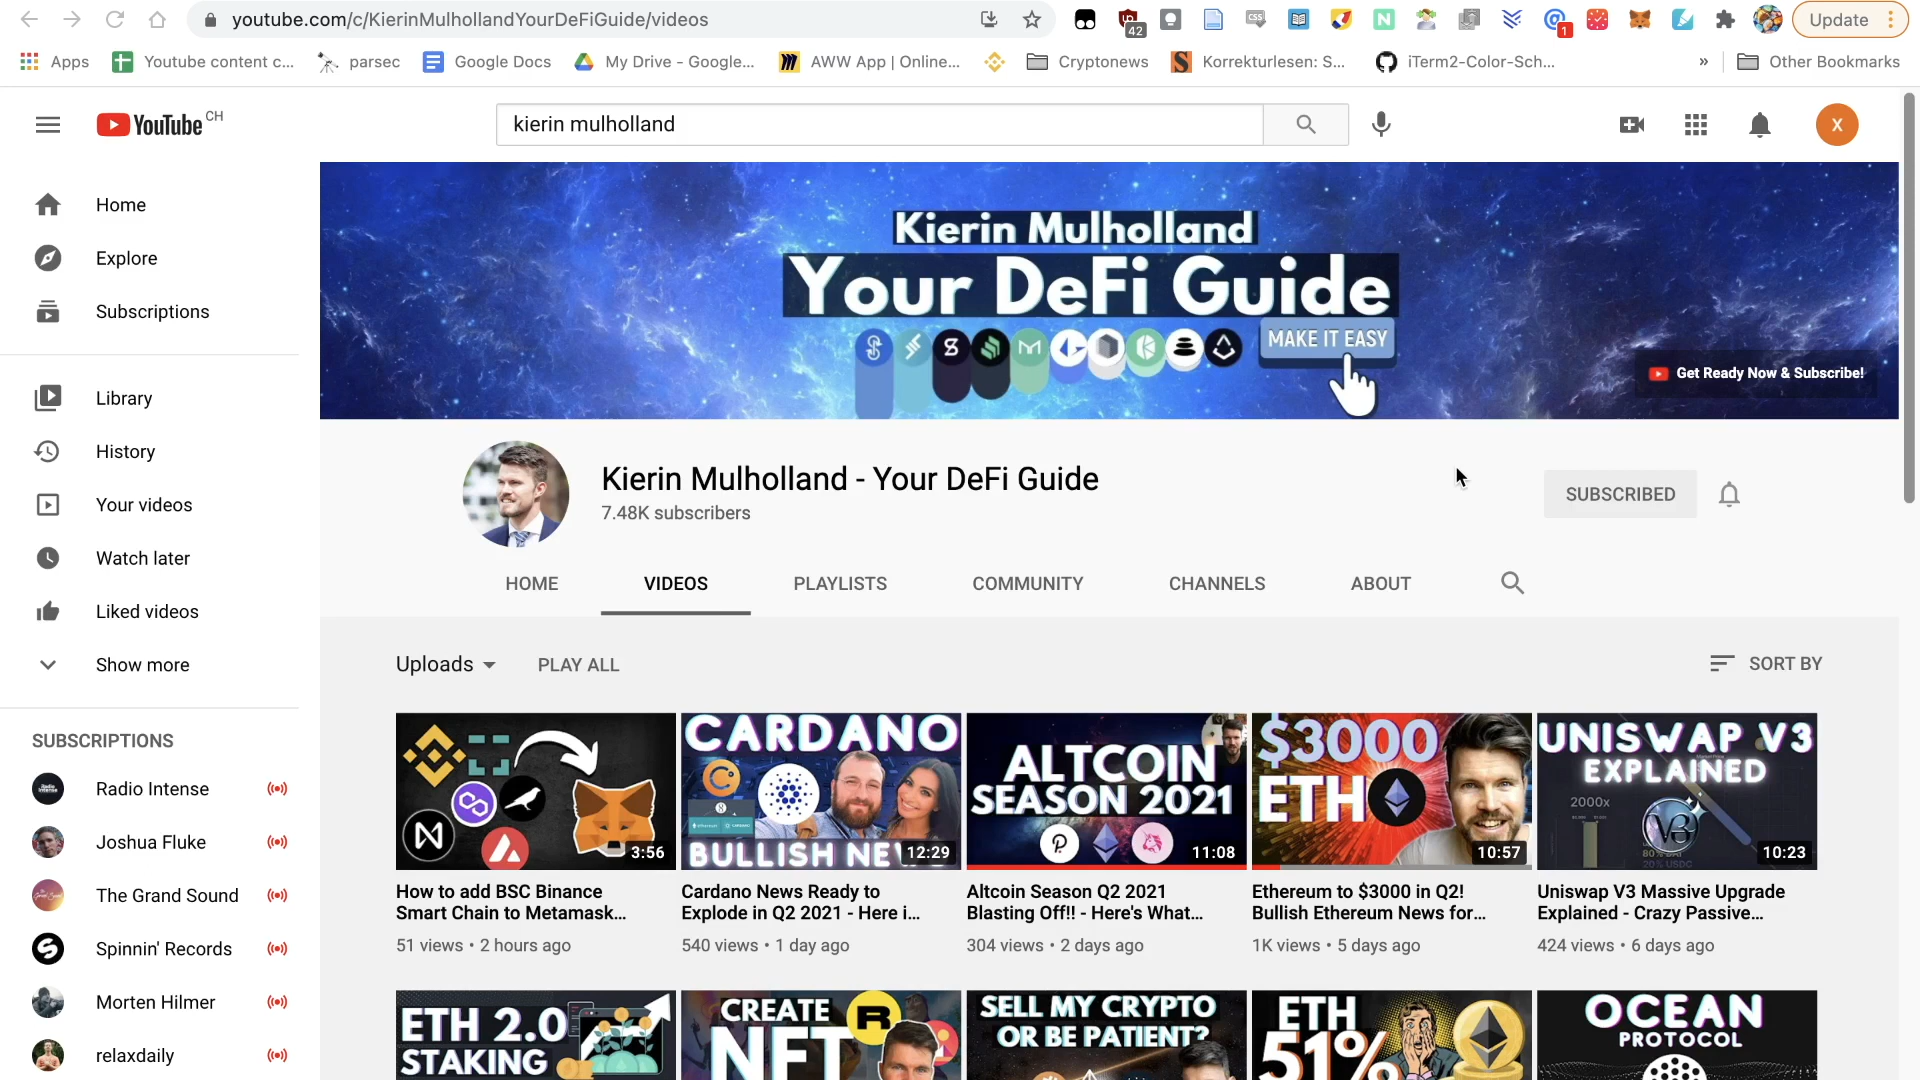 youtube.com/c/KierinMulhollandYourDeFiGuide/videos
42
1
Update
Apps
Youtube content c...
parsec
Google Docs
My Drive - Google...
AWW App | Online...
Cryptonews
Korrekturlesen: S...
iTerm2-Color-Sch...
»
Other Bookmarks
YouTube CH
kierin mulholland
X
Home
Explore
Subscriptions
Library
History
Your videos
Watch later
Liked videos
Show more
SUBSCRIPTIONS
Radio Intense
Joshua Fluke
The Grand Sound
Spinnin' Records
Morten Hilmer
relaxdaily
Kierin Mulholland
Your DeFi Guide
MAKE IT EASY
Get Ready Now & Subscribe!
Kierin Mulholland - Your DeFi Guide
7.48K subscribers
SUBSCRIBED
HOME
VIDEOS
PLAYLISTS
COMMUNITY
CHANNELS
ABOUT
Uploads
PLAY ALL
SORT BY
3:56
How to add BSC Binance
Smart Chain to Metamask...
51 views • 2 hours ago
CARDANO
BULLISH NEW
12:29
Cardano News Ready to
Explode in Q2 2021 - Here i...
540 views • 1 day ago
ALTCOIN
SEASON 2021
11:08
Altcoin Season Q2 2021
Blasting Off!! - Here's What...
304 views • 2 days ago
$3000
ETH
10:57
Ethereum to $3000 in Q2!
Bullish Ethereum News for...
1K views • 5 days ago
UNISWAP V3
EXPLAINED
2000x
V3
10:23
Uniswap V3 Massive Upgrade
Explained - Crazy Passive...
424 views • 6 days ago
ETH 2.0
STAKING
CREATE
NFT
SELL MY CRYPTO
OR BE PATIENT?
ETH
51%
OCEAN
PROTOCOL